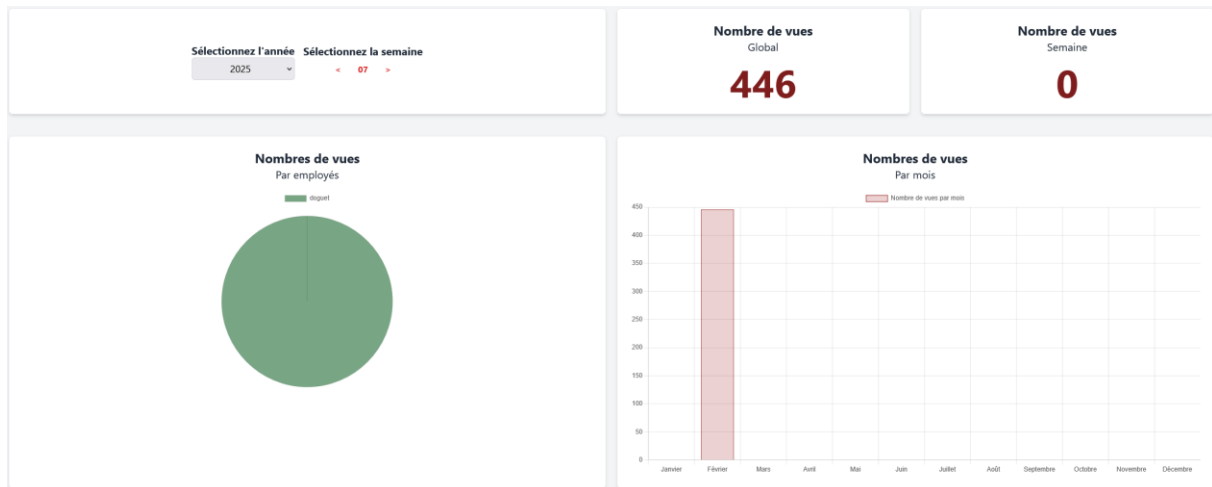 Sélectionnez l'année
2025
Sélectionnez la semaine
< 07 >
Nombre de vues
Global
446
Nombre de vues
Semaine
0
Nombres de vues
Par employés
doguet
Nombres de vues
Par mois
Nombre de vues par mois
450
400
350
300
250
200
150
100
50
0
Janvier Février Mars Avril Mai Juin Juillet Août Septembre Octobre Novembre Décembre